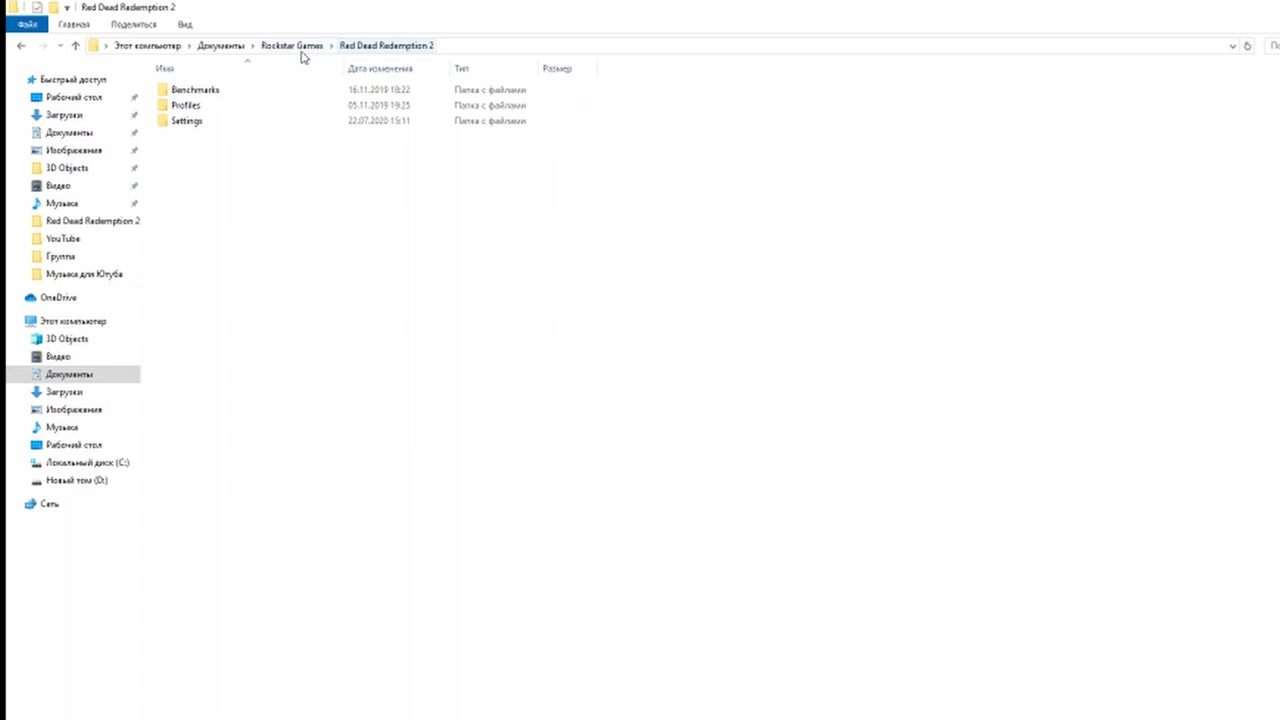 Red Dead Redemption 2
Файл Главная Поделиться Вид
Этот компьютер > Документы > Rockstar Games > Red Dead Redemption 2
Имя Дата изменения Тип Размер
Benchmarks 16.11.2019 18:22 Папка с файлами
Profiles 05.11.2019 19:25 Папка с файлами
Settings 22.07.2020 15:11 Папка с файлами
Быстрый доступ
Рабочий стол
Загрузки
Документы
Изображения
3D Objects
Видео
Музыка
Red Dead Redemption 2
YouTube
Группа
Музыка для Ютуба
OneDrive
Этот компьютер
3D Objects
Видео
Документы
Загрузки
Изображения
Музыка
Рабочий стол
Локальный диск (C:)
Новый том (D:)
Сеть